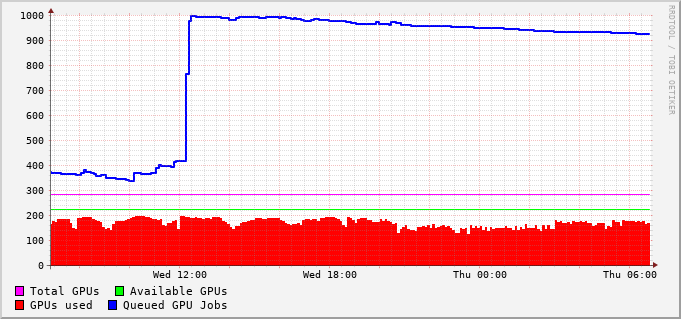 RRDTOOL / TOBI OETIKER
1000
900
800
700
600
500
400
300
200
100
0
Wed 12:00 Wed 18:00 Thu 00:00 Thu 06:00
Total GPUs Available GPUs
GPUs used Queued GPU Jobs